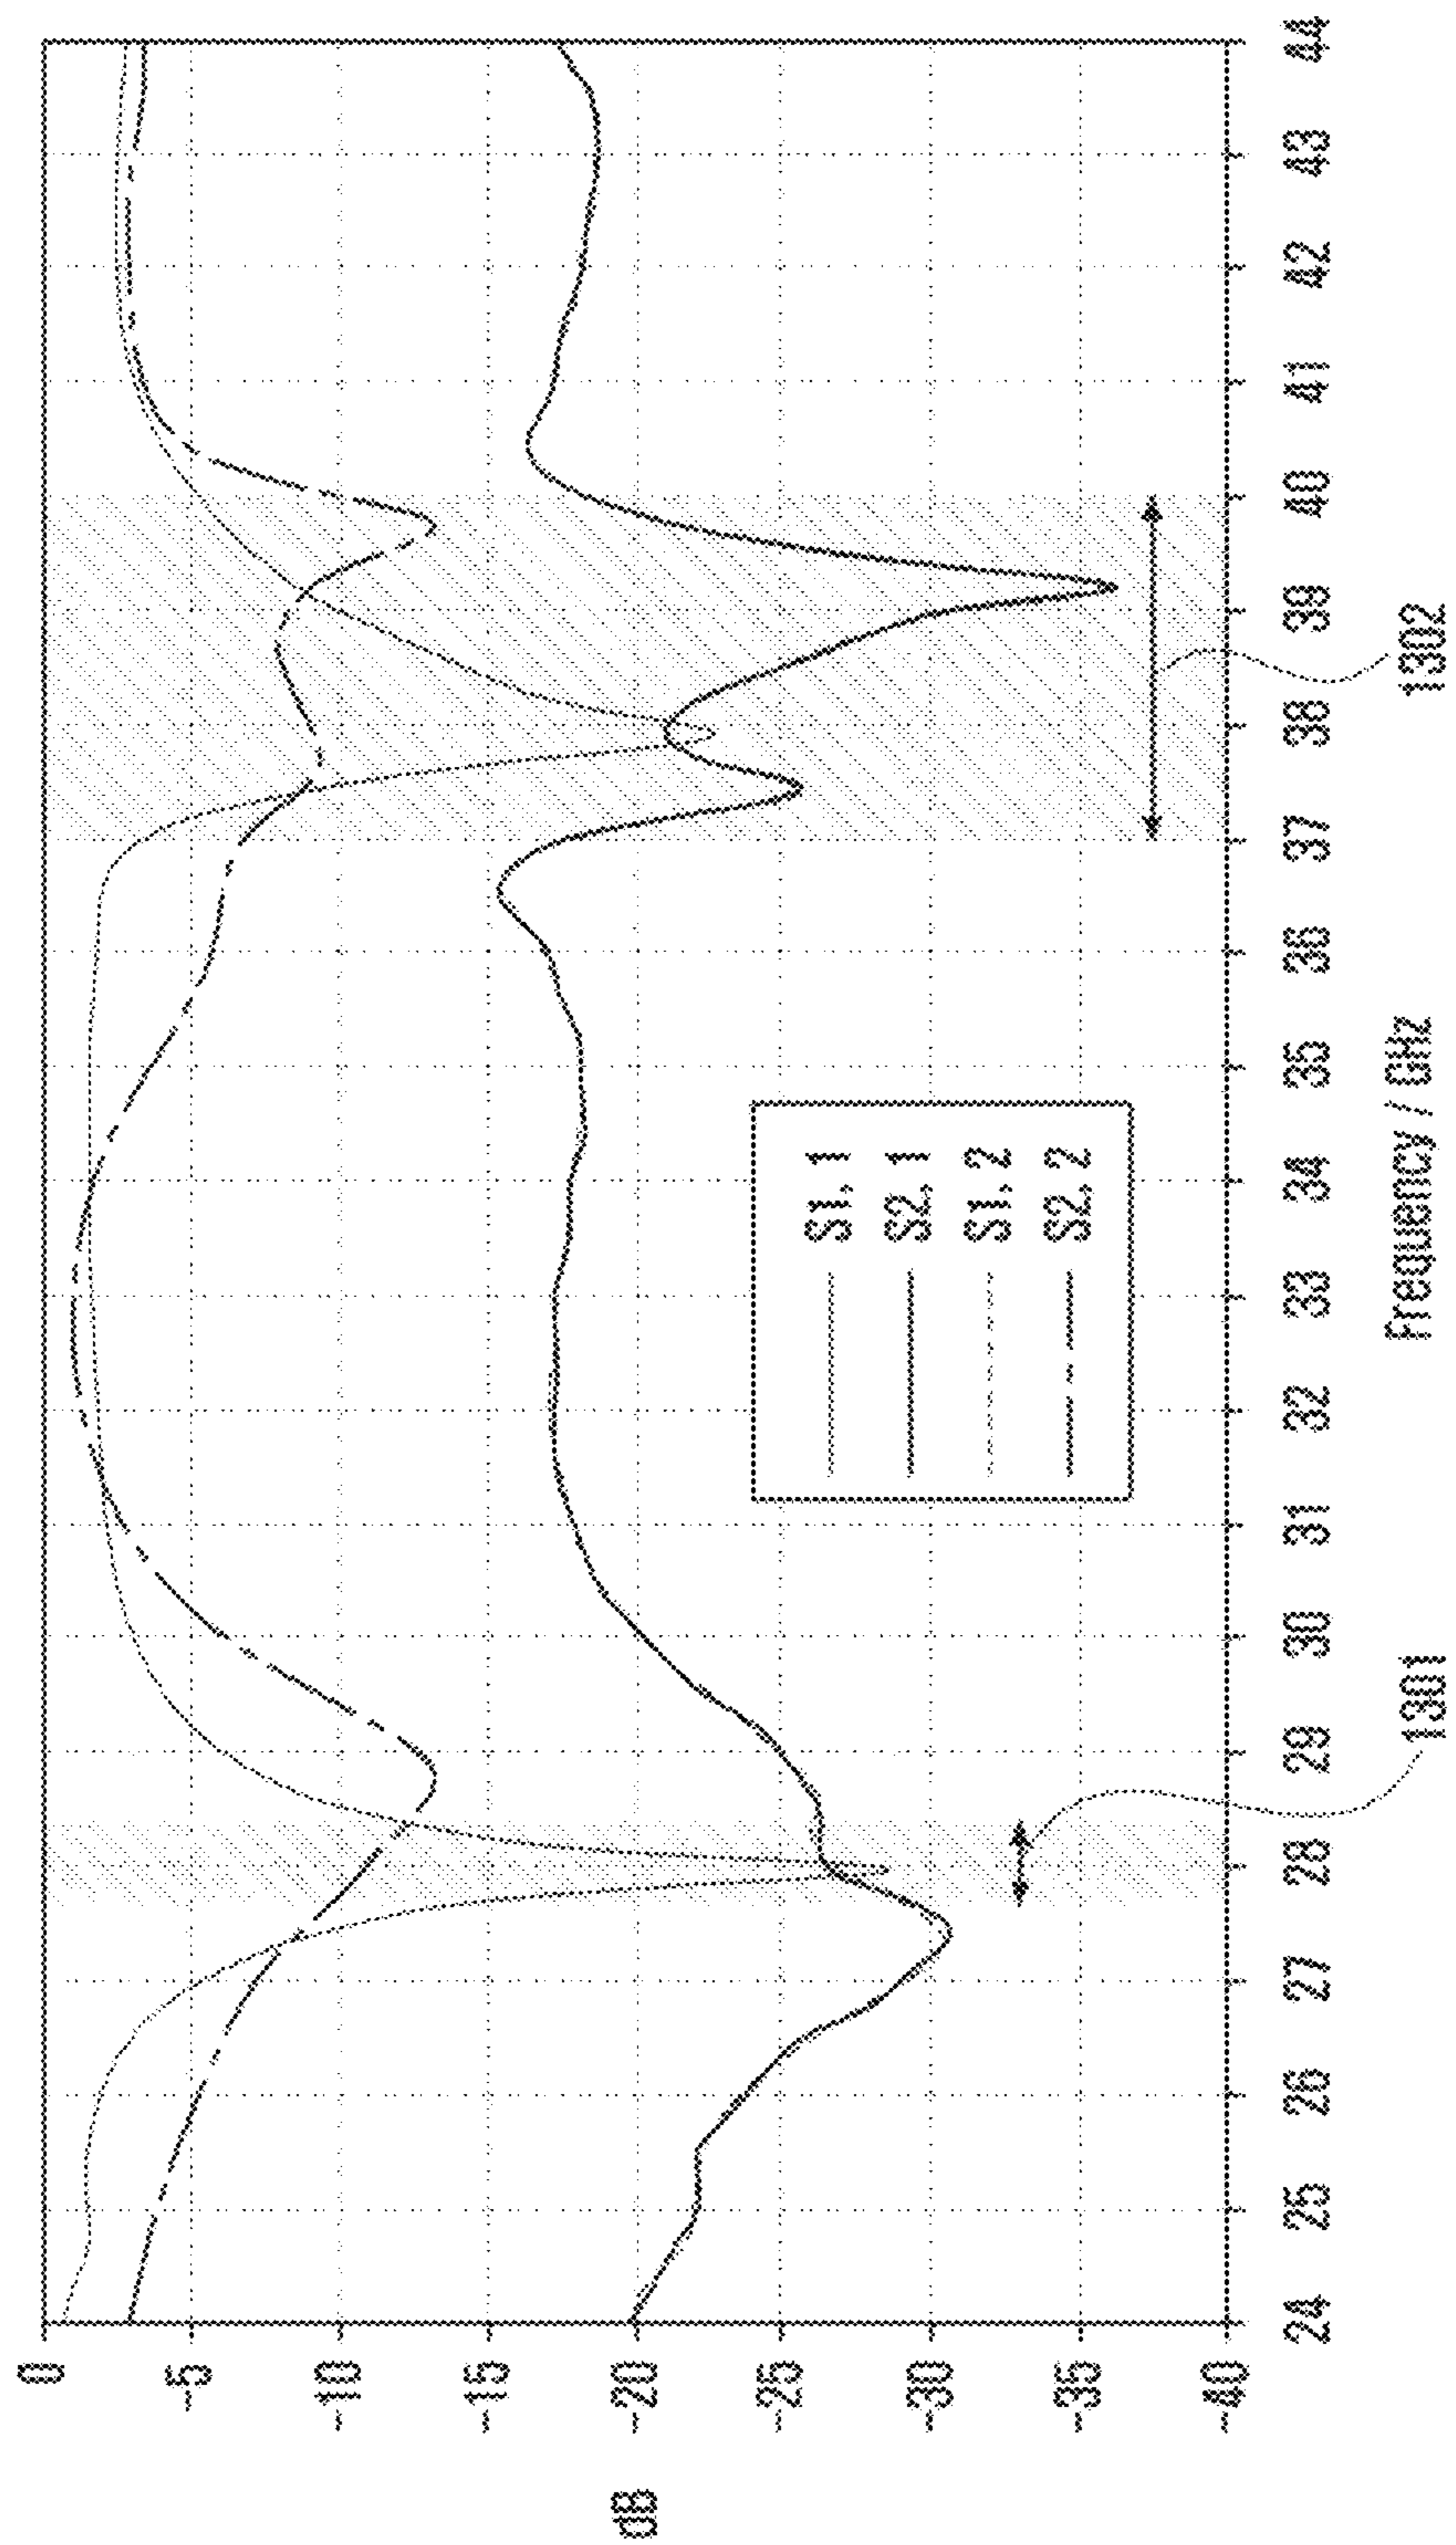 dB
0
-5
-10
-15
-20
-25
-30
-35
-40
S1, 1
S2, 1
S1, 2
S2, 2
24 25 26 27 28 29 30 31 32 33 34 35 36 37 38 39 40 41 42 43 44
Frequency / GHz
1301
1302